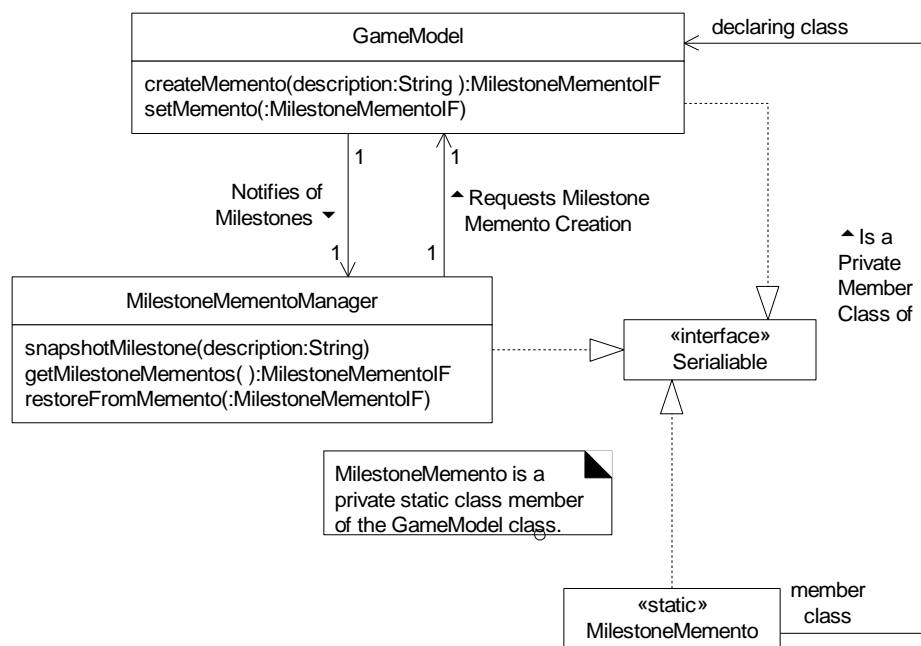 GameModel
declaring class
createMemento(description:String ):MilestoneMementoIF
setMemento(:MilestoneMementoIF)
1
1
Notifies of
Milestones
Requests Milestone
Memento Creation
1
1
Is a
Private
Member
Class of
MilestoneMementoManager
snapshotMilestone(description:String)
getMilestoneMementos( ):MilestoneMementoIF
restoreFromMemento(:MilestoneMementoIF)
«interface»
Serialiable
MilestoneMemento is a
private static class member
of the GameModel class.
«static»
MilestoneMemento
member
class